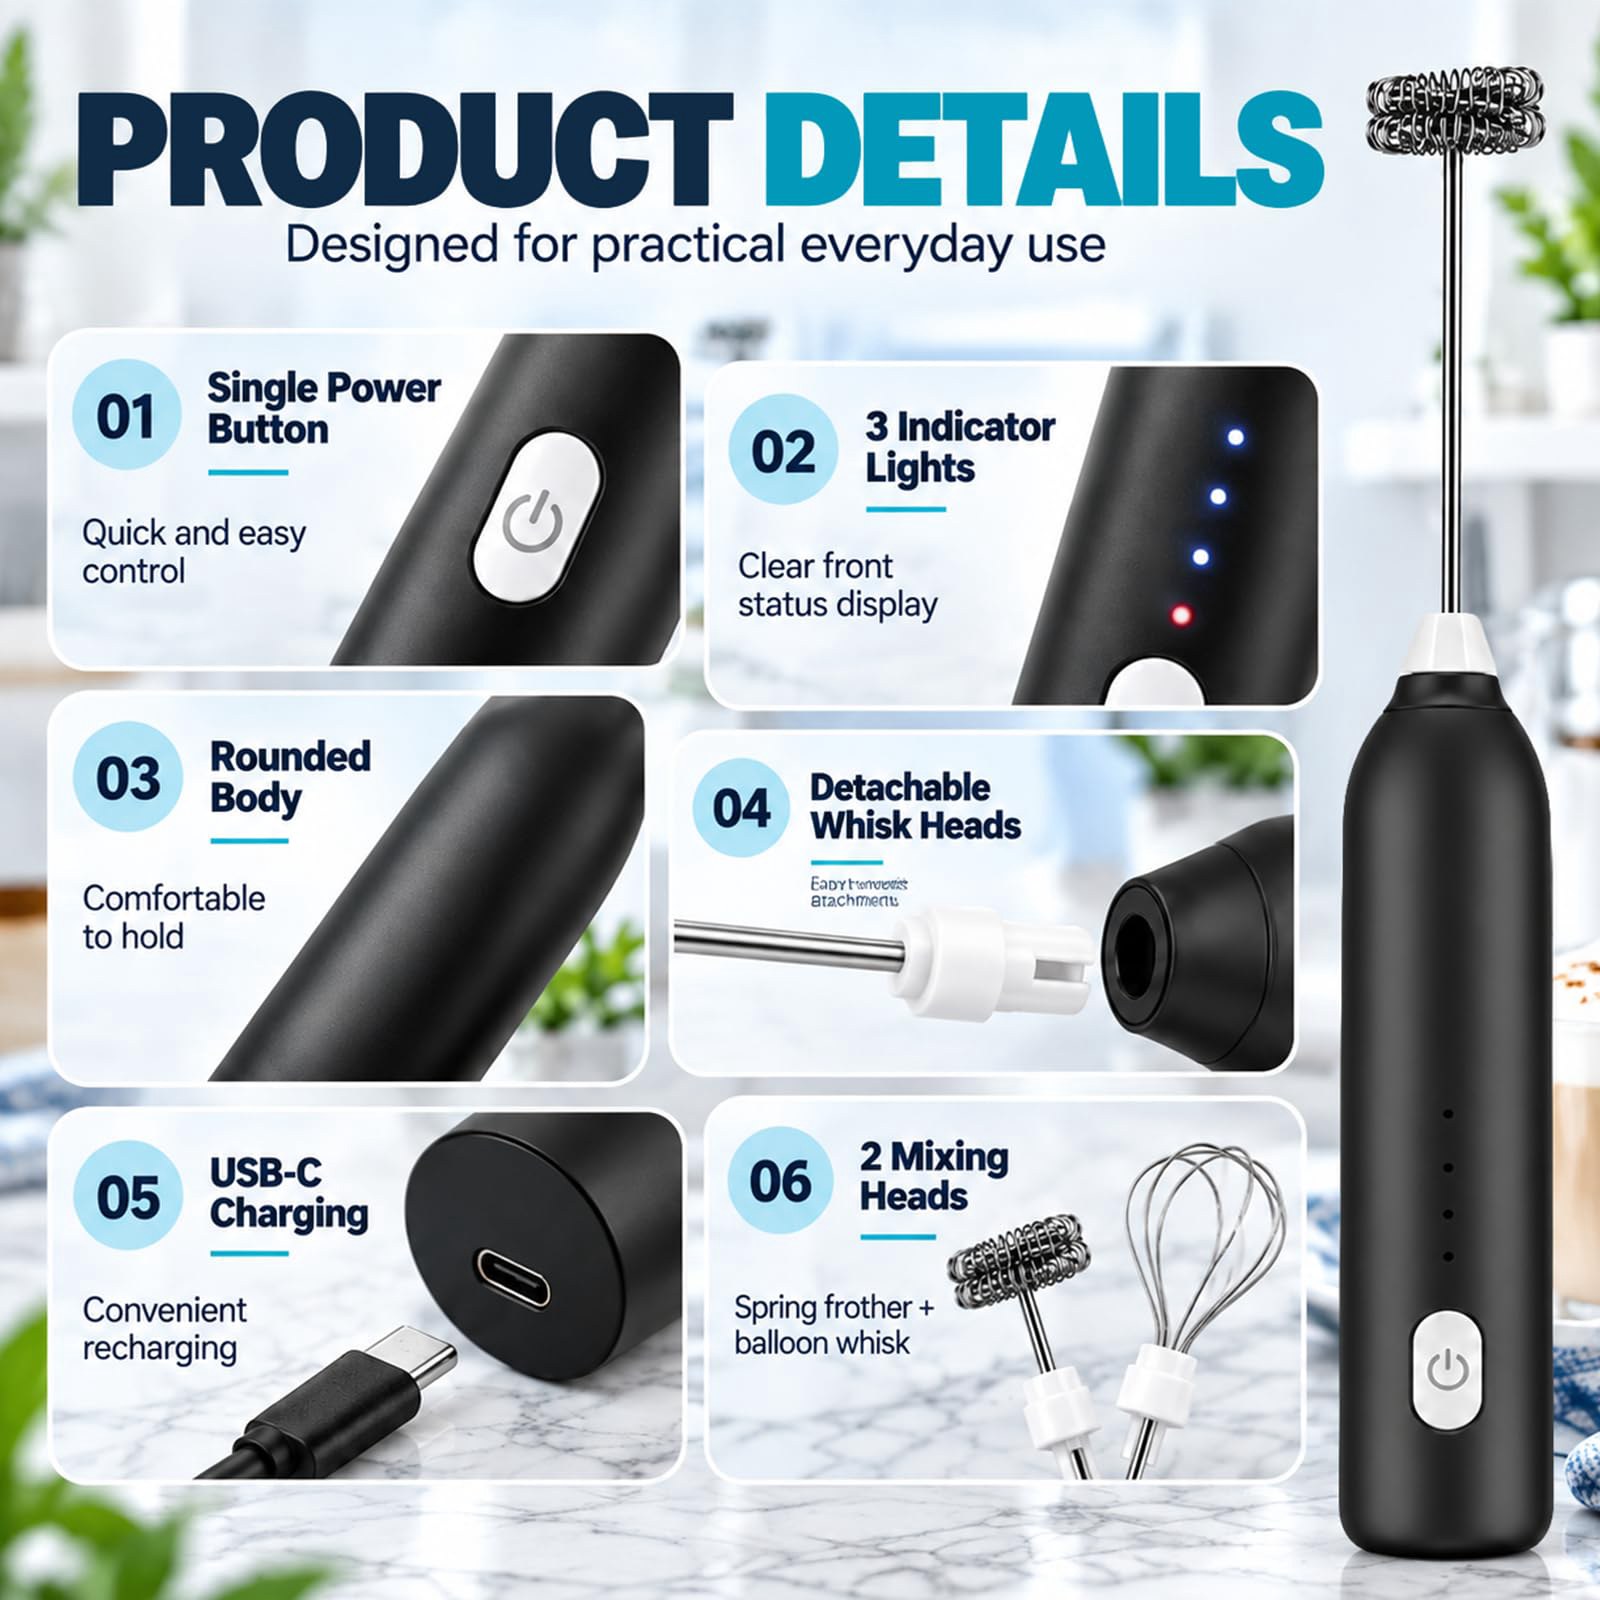 PRODUCT DETAILS
Designed for practical everyday use
01
Single Power
Button
Quick and easy
control
02
3 Indicator
Lights
Clear front
status display
03
Rounded
Body
Comfortable
to hold
04
Detachable
Whisk Heads
05
USB-C
Charging
Convenient
recharging
06
2 Mixing
Heads
Spring frother +
balloon whisk